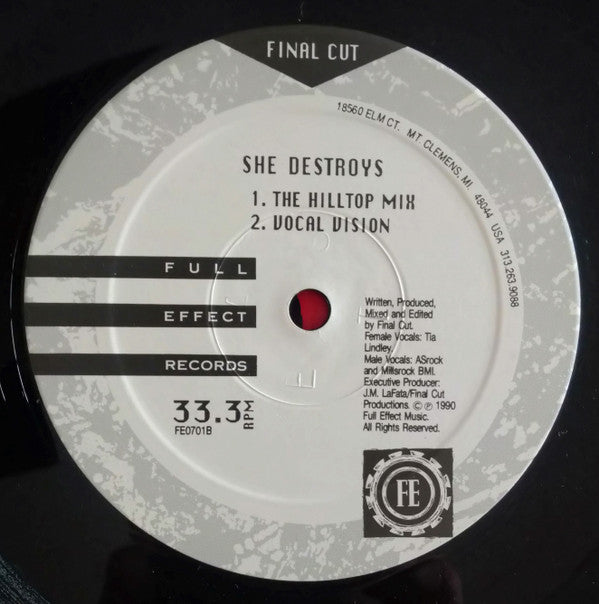 FINAL CUT
18560 ELM CT. MT. CLEMENS, MI. 48044 USA 313.263.9088
SHE DESTROYS
1. THE HILLTOP MIX
2. VOCAL VISION
FULL
EFFECT
RECORDS
33.3 RPM
FE0701B
Written, Produced,
Mixed and Edited
by Final Cut.
Female Vocals: Tia
Lindley.
Male Vocals: ASrock
and Millsrock BMI.
Executive Producer:
J.M. LaFata/Final Cut
Productions. © ℗ 1990
Full Effect Music.
All Rights Reserved.
FE